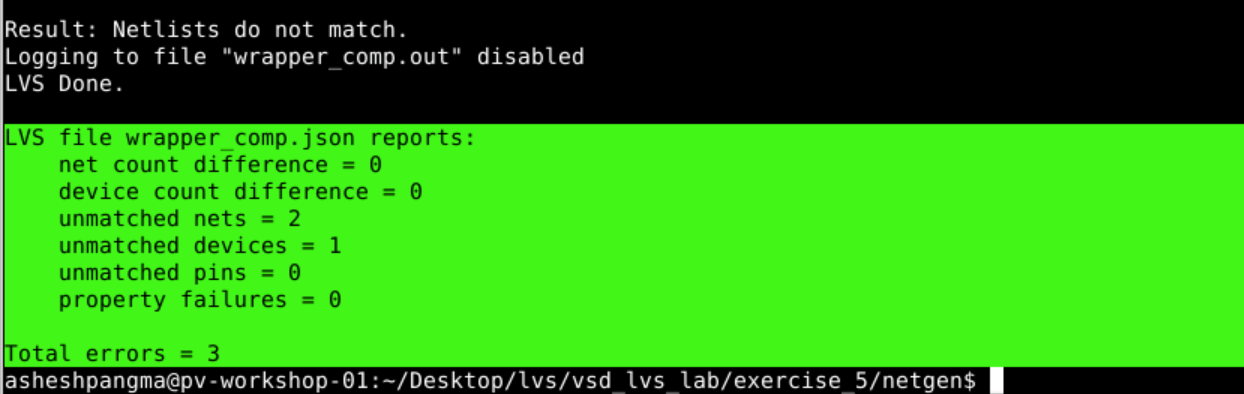 Result: Netlists do not match.
Logging to file "wrapper_comp.out" disabled
LVS Done.
LVS file wrapper_comp.json reports:
    net count difference = 0
    device count difference = 0
    unmatched nets = 2
    unmatched devices = 1
    unmatched pins = 0
    property failures = 0
Total errors = 3
asheshpangma@pv-workshop-01:~/Desktop/lvs/vsd_lvs_lab/exercise_5/netgen$